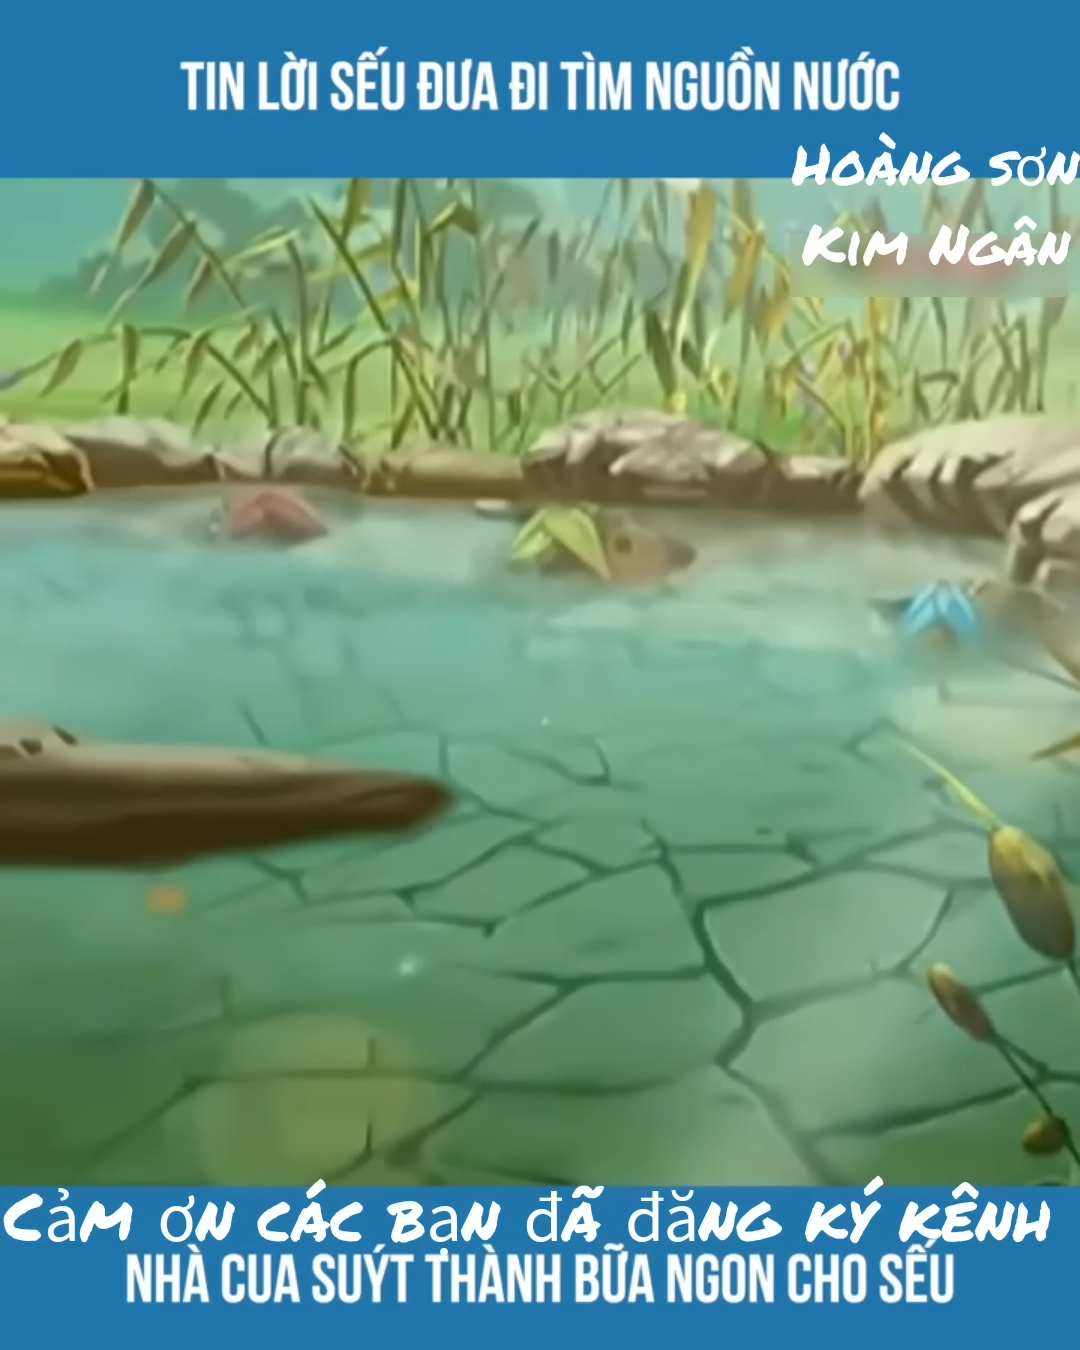 TIN LỜI SẾU ĐƯA ĐI TÌM NGUỒN NƯỚC
Hoàng sơn
Kim Ngân
Cảm ơn các bạn đã đăng ký kênh
NHÀ CUA SUÝT THÀNH BỮA NGON CHO SẾU